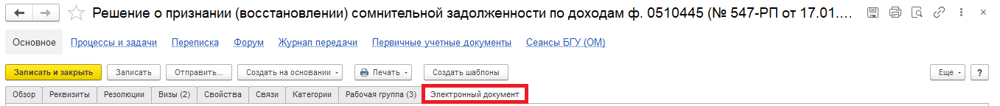 Решение о признании (восстановлении) сомнительной задолженности по доходам ф. 0510445 (№ 547-РП от 17.01....
Основное Процессы и задачи Переписка Форум Журнал передачи Первичные учетные документы Сеансы БГУ (ОМ)
Записать и закрыть Записать Отправить... Создать на основании Печать Создать шаблоны Еще ?
Обзор Реквизиты Резолюции Визы (2) Свойства Связи Категории Рабочая группа (3) Электронный документ